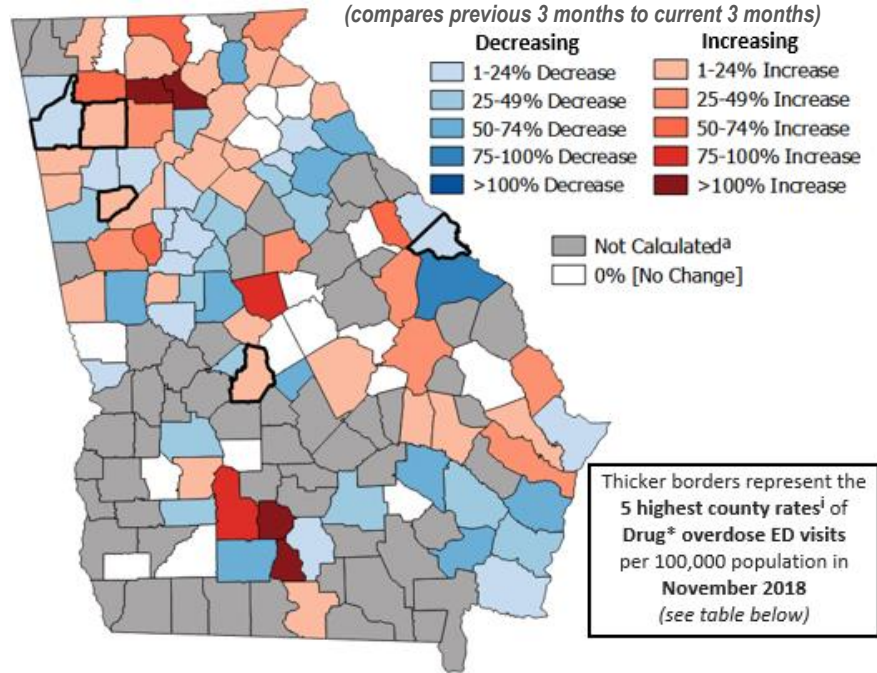 (compares previous 3 months to current 3 months)
Decreasing
1-24% Decrease
25-49% Decrease
50-74% Decrease
75-100% Decrease
>100% Decrease
Increasing
1-24% Increase
25-49% Increase
50-74% Increase
75-100% Increase
>100% Increase
Not Calculatedª
0% [No Change]
Thicker borders represent the
5 highest county ratesⁱ of
Drug* overdose ED visits
per 100,000 population in
November 2018
(see table below)